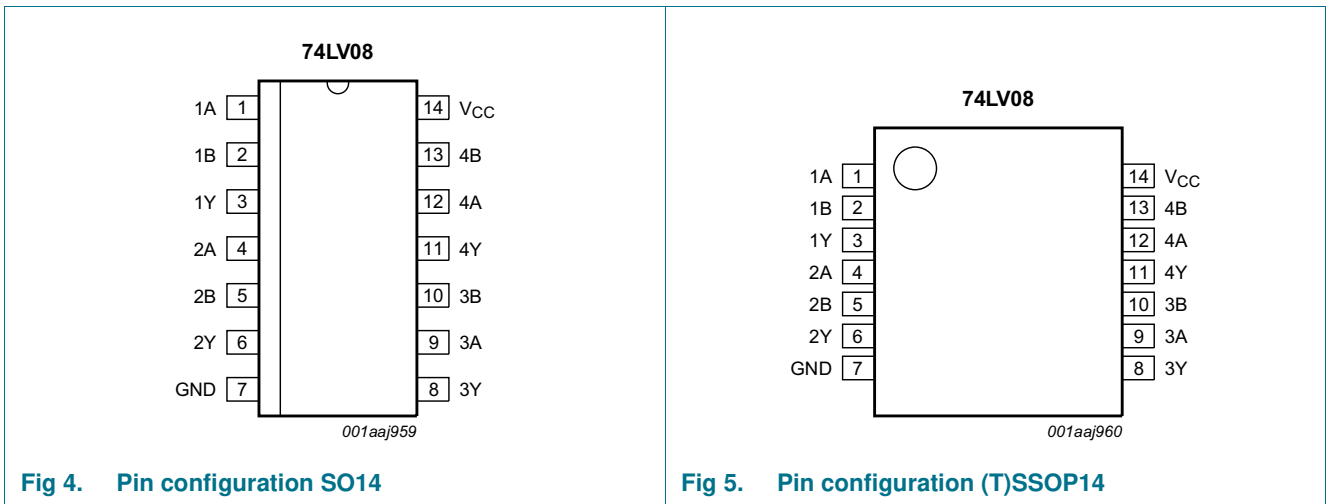 74LV08
1A 1 14 VCC
1B 2 13 4B
1Y 3 12 4A
2A 4 11 4Y
2B 5 10 3B
2Y 6 9 3A
GND 7 8 3Y
001aaj959
Fig 4. Pin configuration SO14
74LV08
1A 1 14 VCC
1B 2 13 4B
1Y 3 12 4A
2A 4 11 4Y
2B 5 10 3B
2Y 6 9 3A
GND 7 8 3Y
001aaj960
Fig 5. Pin configuration (T)SSOP14